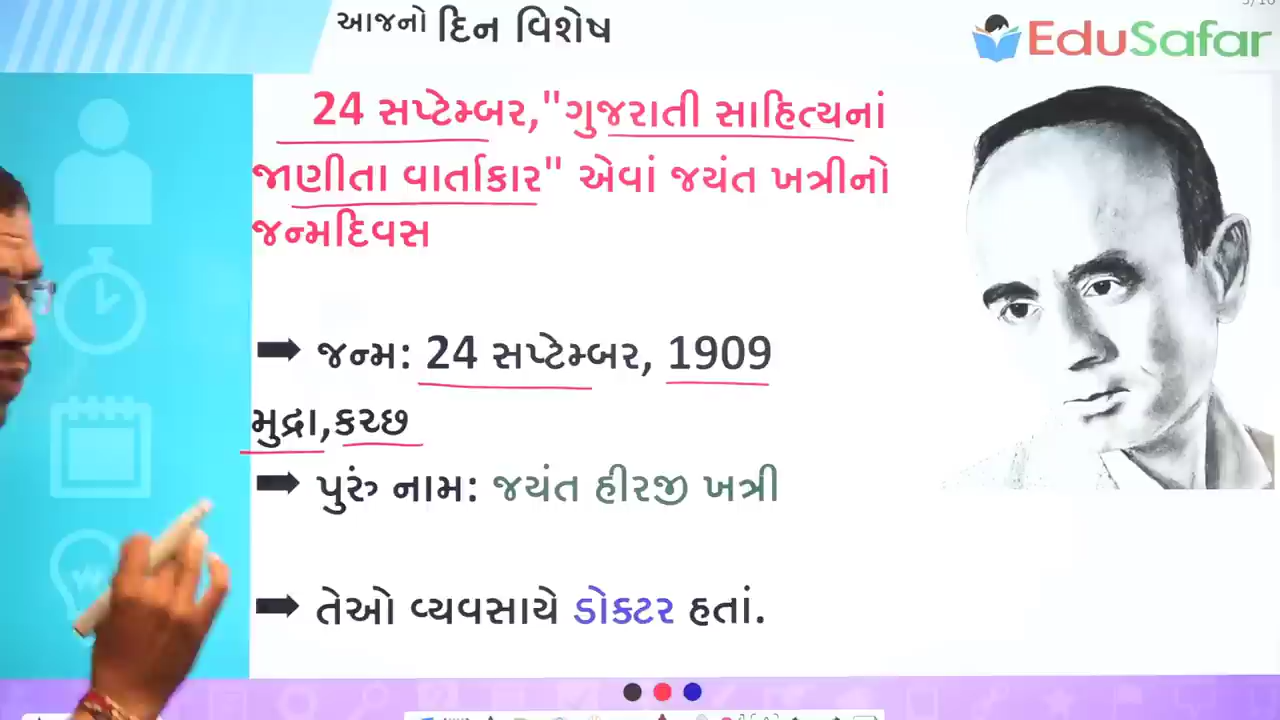 આજનો દિન વિશેષ
EduSafar
24 સપ્ટેમ્બર,"ગુજરાતી સાહિત્યનાં
જાણીતા વાર્તાકાર" એવાં જયંત ખત્રીનો
જન્મદિવસ
જન્મ: 24 સપ્ટેમ્બર, 1909
મુદ્રા,કચ્છ
પુરું નામ: જયંત હીરજી ખત્રી
તેઓ વ્યવસાયે ડોક્ટર હતાં.